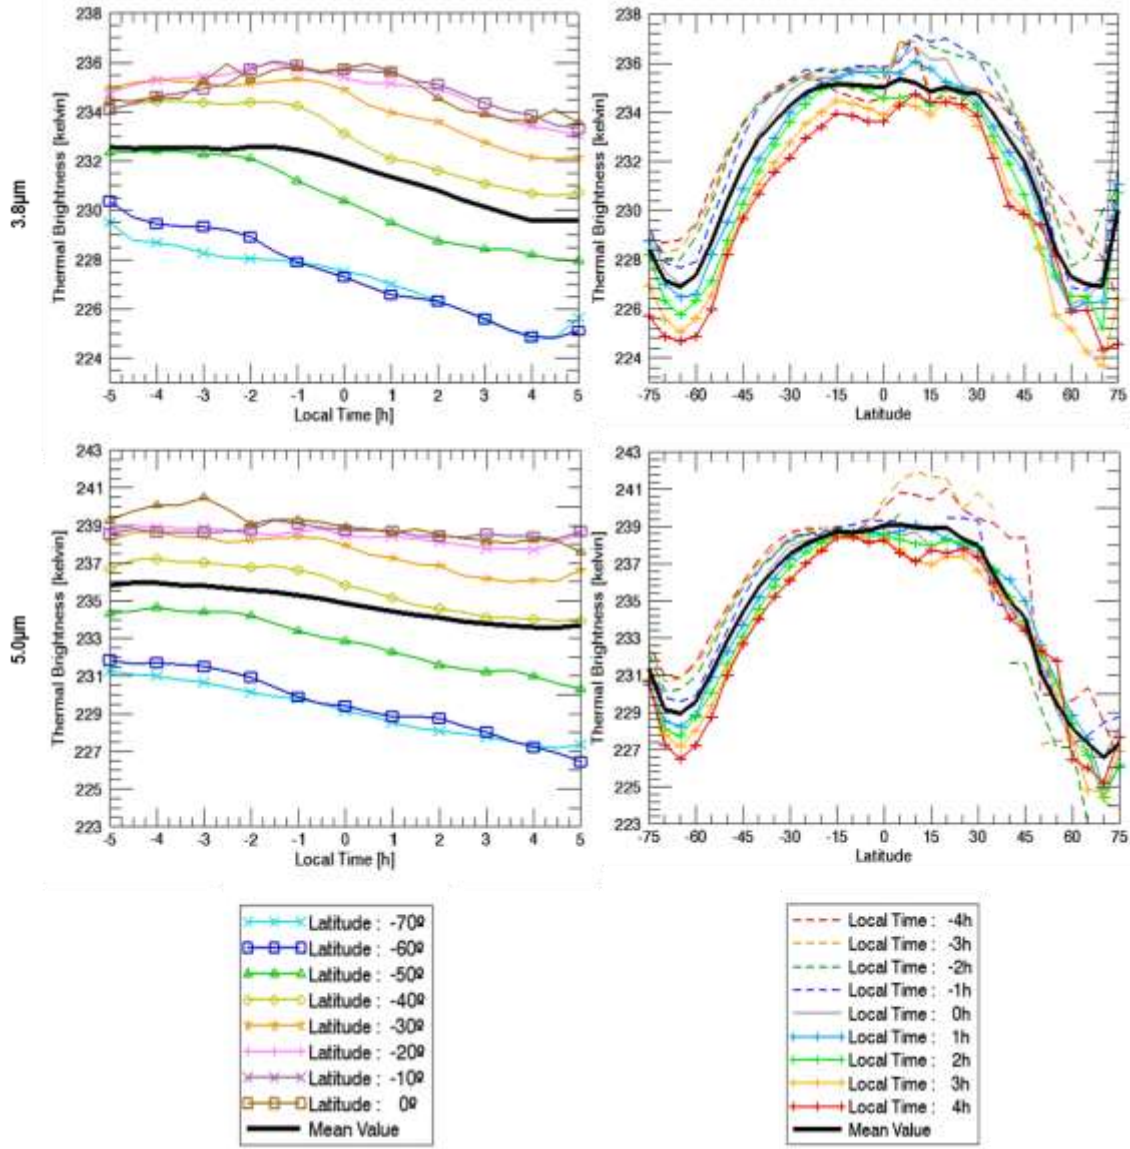 3.8µm
Thermal Brightness [kelvin]
238
236
234
232
230
228
226
224
-5 -4 -3 -2 -1 0 1 2 3 4 5
Local Time [h]
Thermal Brightness [kelvin]
238
236
234
232
230
228
226
224
-75 -60 -45 -30 -15 0 15 30 45 60 75
Latitude
5.0µm
Thermal Brightness [kelvin]
243
241
239
237
235
233
231
229
227
225
223
-5 -4 -3 -2 -1 0 1 2 3 4 5
Local Time [h]
Thermal Brightness [kelvin]
243
241
239
237
235
233
231
229
227
225
223
-75 -60 -45 -30 -15 0 15 30 45 60 75
Latitude
Latitude : -70º
Latitude : -60º
Latitude : -50º
Latitude : -40º
Latitude : -30º
Latitude : -20º
Latitude : -10º
Latitude : 0º
Mean Value
Local Time : -4h
Local Time : -3h
Local Time : -2h
Local Time : -1h
Local Time : 0h
Local Time : 1h
Local Time : 2h
Local Time : 3h
Local Time : 4h
Mean Value